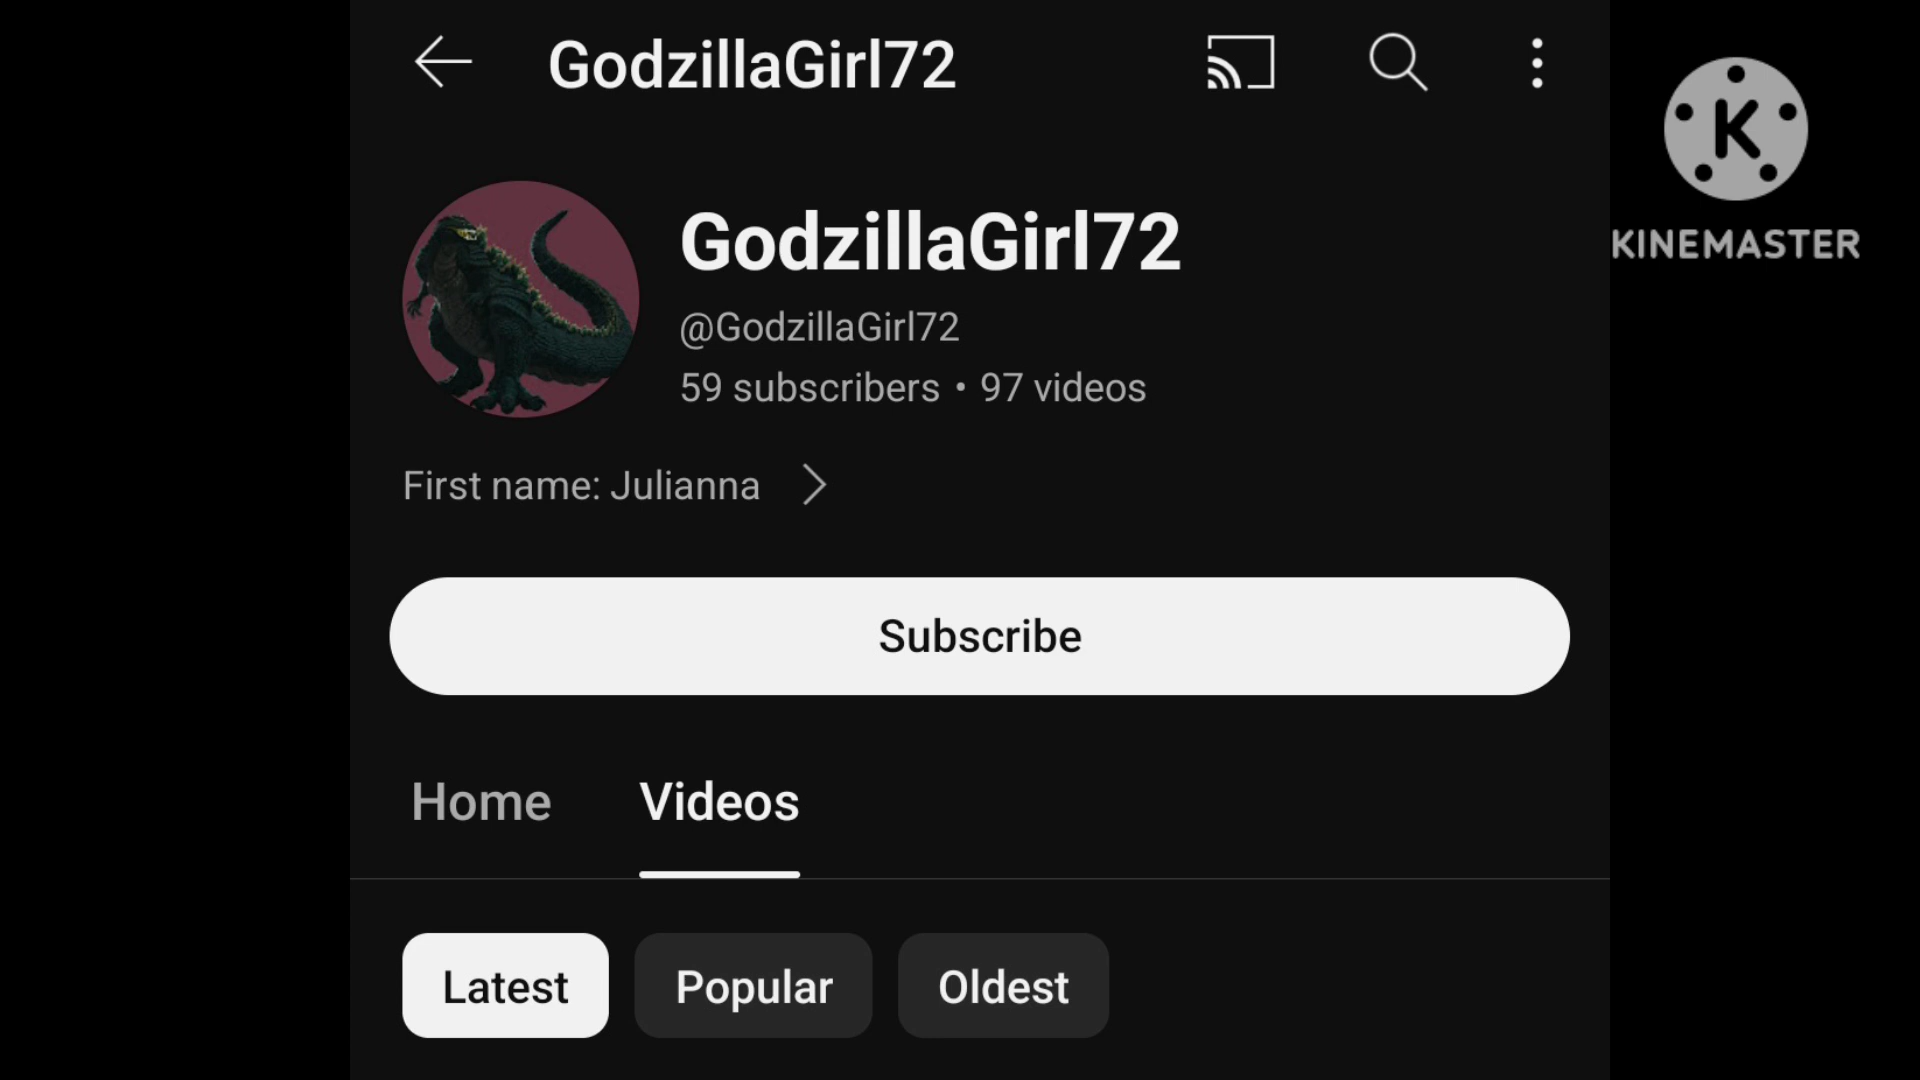 GodzillaGirl72
K
KINEMASTER
GodzillaGirl72
@GodzillaGirl72
59 subscribers • 97 videos
First name: Julianna
Subscribe
Home Videos
Latest Popular Oldest